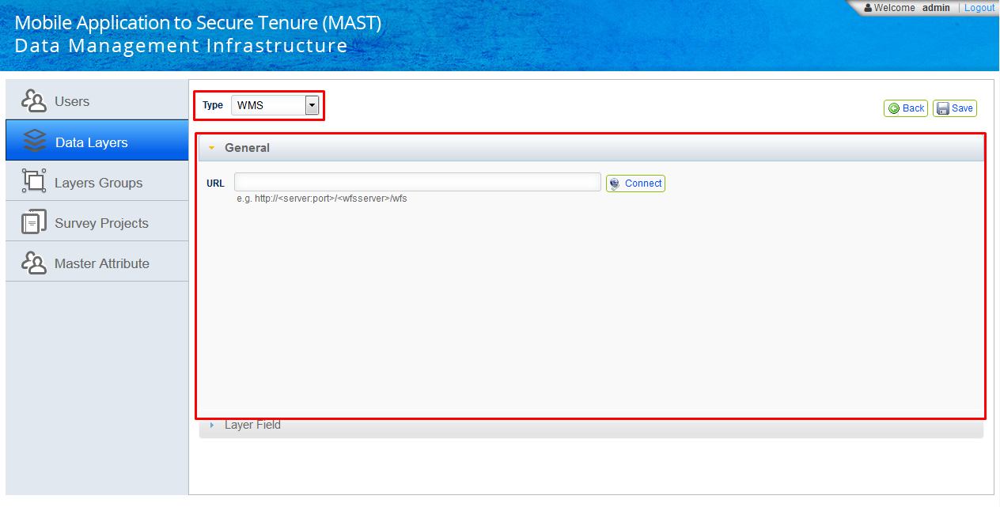 Welcome admin | Logout
Mobile Application to Secure Tenure (MAST)
Data Management Infrastructure
Users
Data Layers
Layers Groups
Survey Projects
Master Attribute
Type WMS
Back Save
General
URL Connect
e.g. http://<server:port>/<wfsserver>/wfs
Layer Field